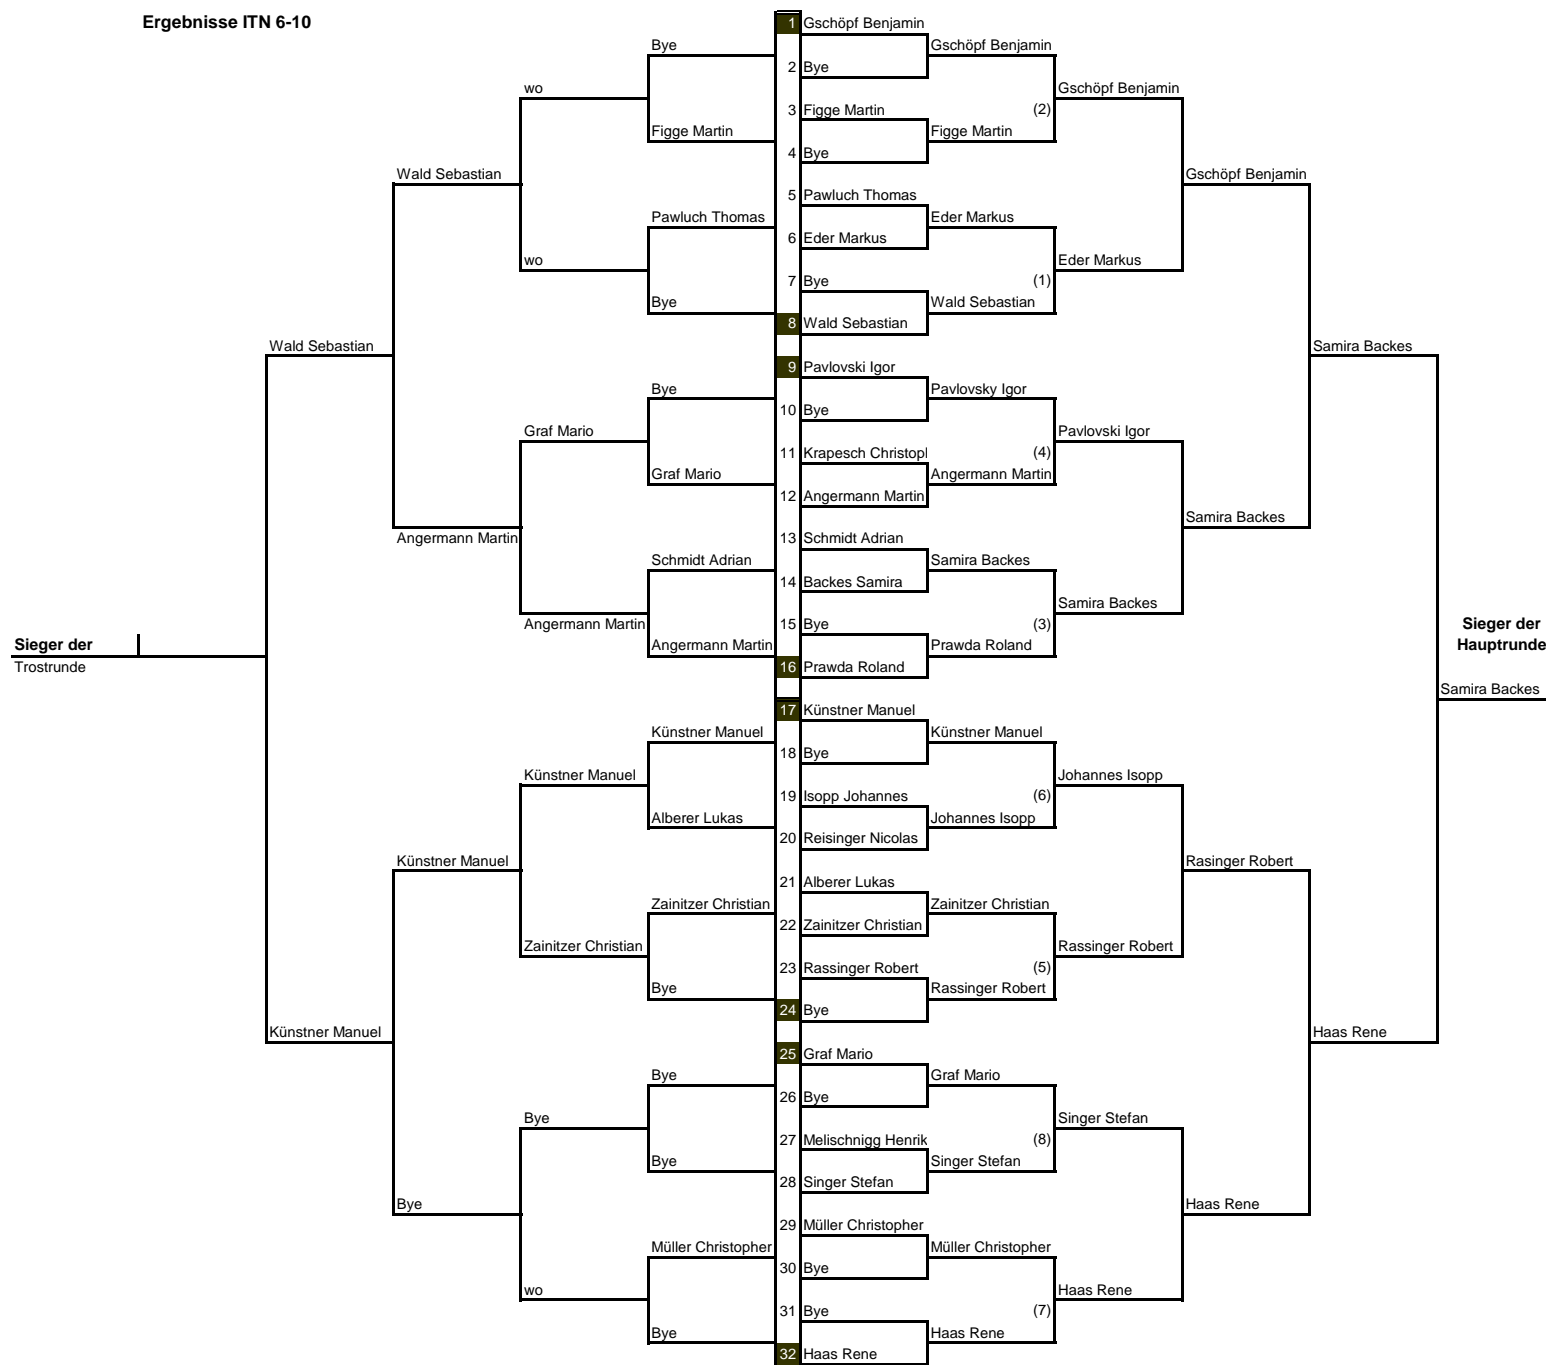 Ergebnisse ITN 6-10
1 Gschöpf Benjamin
Bye
Gschöpf Benjamin
2 Bye
wo
Gschöpf Benjamin
3 Figge Martin
(2)
Figge Martin
Figge Martin
4 Bye
Wald Sebastian
Gschöpf Benjamin
5 Pawluch Thomas
Pawluch Thomas
Eder Markus
6 Eder Markus
wo
Eder Markus
7 Bye
(1)
Bye
Wald Sebastian
8 Wald Sebastian
Wald Sebastian
Samira Backes
9 Pavlovski Igor
Bye
Pavlovsky Igor
10 Bye
Graf Mario
Pavlovski Igor
11 Krapesch Christopl
(4)
Graf Mario
Angermann Martin
12 Angermann Martin
Angermann Martin
Samira Backes
13 Schmidt Adrian
Schmidt Adrian
Samira Backes
14 Backes Samira
Angermann Martin
Samira Backes
15 Bye
(3)
Angermann Martin
Prawda Roland
16 Prawda Roland
Sieger der
Trostrunde
Sieger der
Hauptrunde
Samira Backes
17 Künstner Manuel
Künstner Manuel
Künstner Manuel
18 Bye
Künstner Manuel
Johannes Isopp
19 Isopp Johannes
(6)
Alberer Lukas
Johannes Isopp
20 Reisinger Nicolas
Künstner Manuel
Rasinger Robert
21 Alberer Lukas
Zainitzer Christian
Zainitzer Christian
22 Zainitzer Christian
Zainitzer Christian
Rassinger Robert
23 Rassinger Robert
(5)
Bye
Rassinger Robert
24 Bye
Künstner Manuel
Haas Rene
25 Graf Mario
Bye
Graf Mario
26 Bye
Bye
Singer Stefan
27 Melischnigg Henrik
(8)
Bye
Singer Stefan
28 Singer Stefan
Bye
Haas Rene
29 Müller Christopher
Müller Christopher
Müller Christopher
30 Bye
wo
Haas Rene
31 Bye
(7)
Bye
Haas Rene
32 Haas Rene